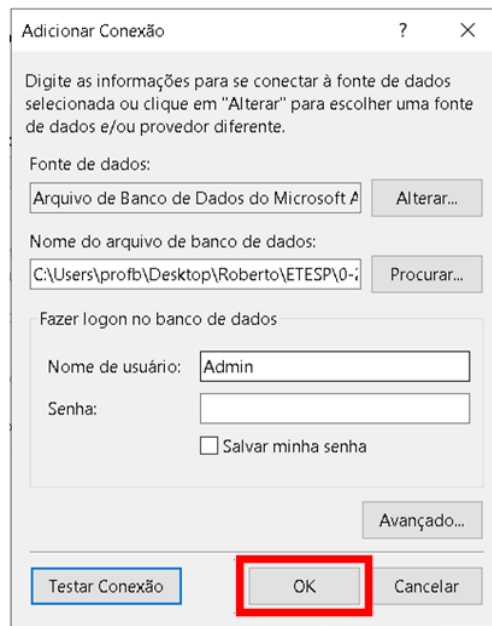 Adicionar Conexão ?
Digite as informações para se conectar à fonte de dados
selecionada ou clique em "Alterar" para escolher uma fonte
de dados e/ou provedor diferente.
Fonte de dados:
Arquivo de Banco de Dados do Microsoft A Alterar...
Nome do arquivo de banco de dados:
C:\Users\profb\Desktop\Roberto\ETESP\0-2 Procurar...
Fazer logon no banco de dados
Nome de usuário: Admin
Senha:
Salvar minha senha
Avançado...
Testar Conexão OK Cancelar